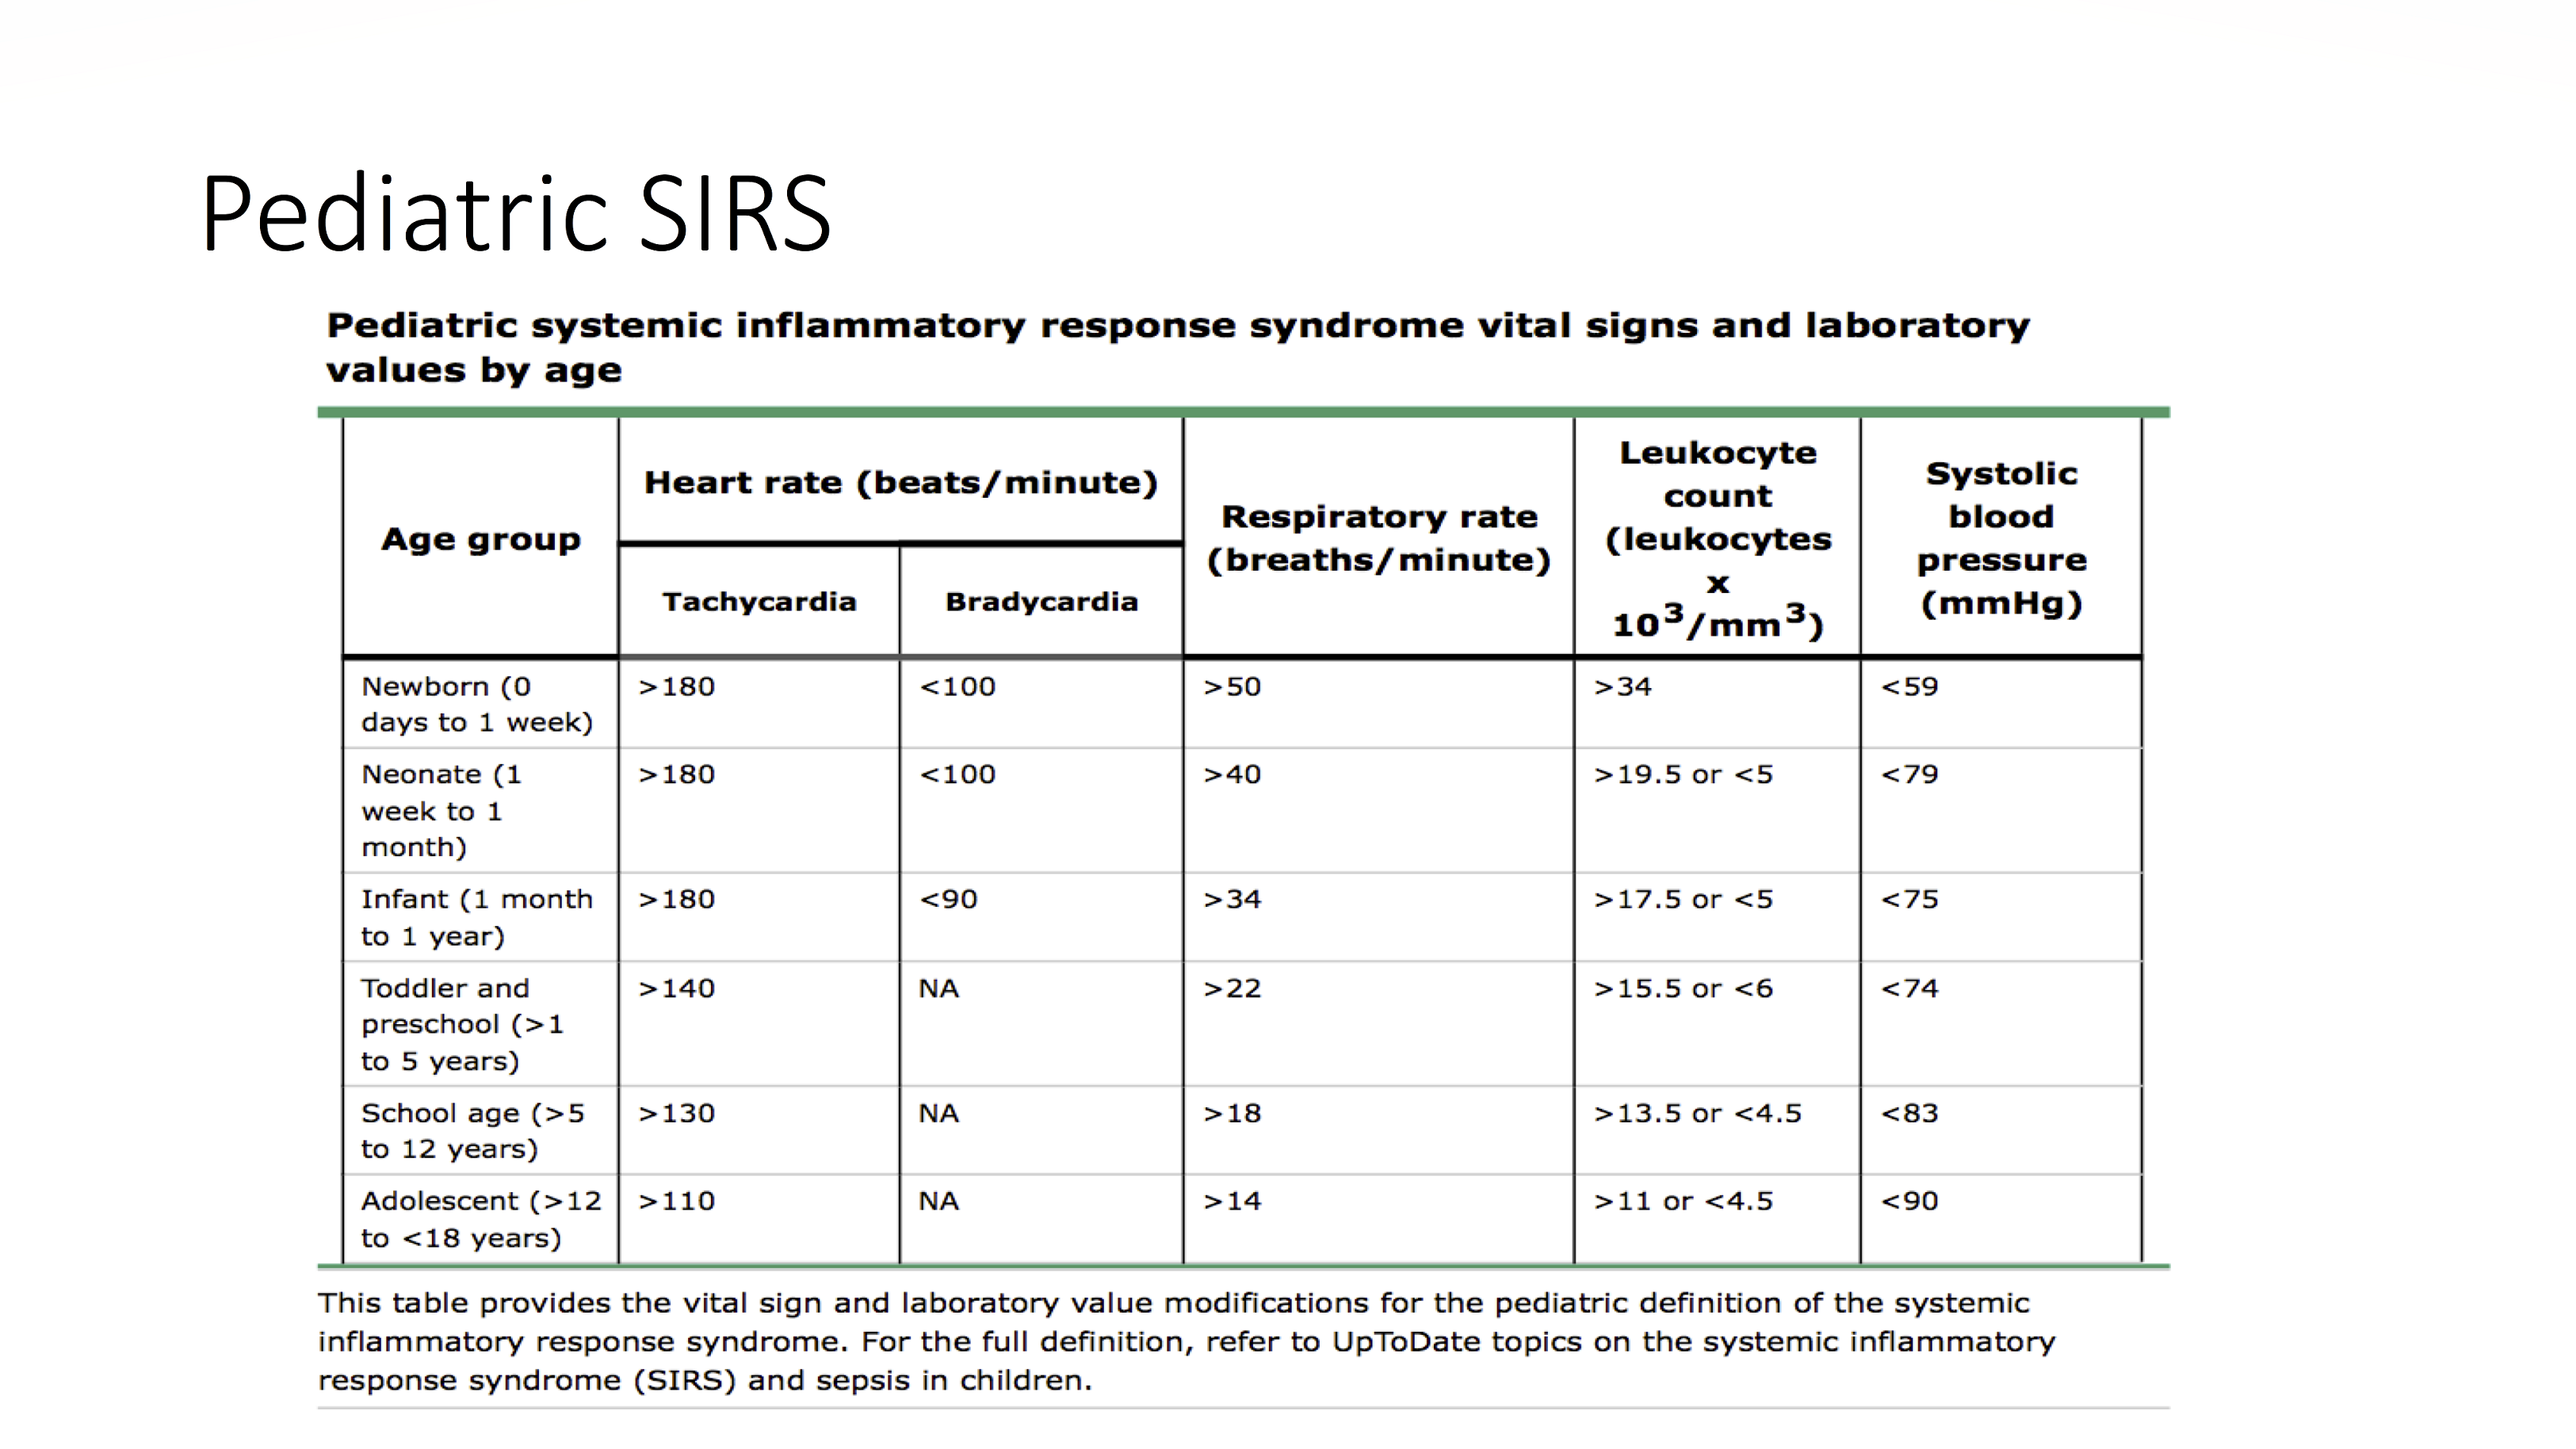 Pediatric SIRS
Pediatric systemic inflammatory response syndrome vital signs and laboratory
values by age
Age group
Heart rate (beats/minute)
Tachycardia
Bradycardia
Respiratory rate
(breaths/minute)
Leukocyte
count
(leukocytes
x
10³/mm³)
Systolic
blood
pressure
(mmHg)
Newborn (0
days to 1 week)
>180
<100
>50
>34
<59
Neonate (1
week to 1
month)
>180
<100
>40
>19.5 or <5
<79
Infant (1 month
to 1 year)
>180
<90
>34
>17.5 or <5
<75
Toddler and
preschool (>1
to 5 years)
>140
NA
>22
>15.5 or <6
<74
School age (>5
to 12 years)
>130
NA
>18
>13.5 or <4.5
<83
Adolescent (>12
to <18 years)
>110
NA
>14
>11 or <4.5
<90
This table provides the vital sign and laboratory value modifications for the pediatric definition of the systemic
inflammatory response syndrome. For the full definition, refer to UpToDate topics on the systemic inflammatory
response syndrome (SIRS) and sepsis in children.